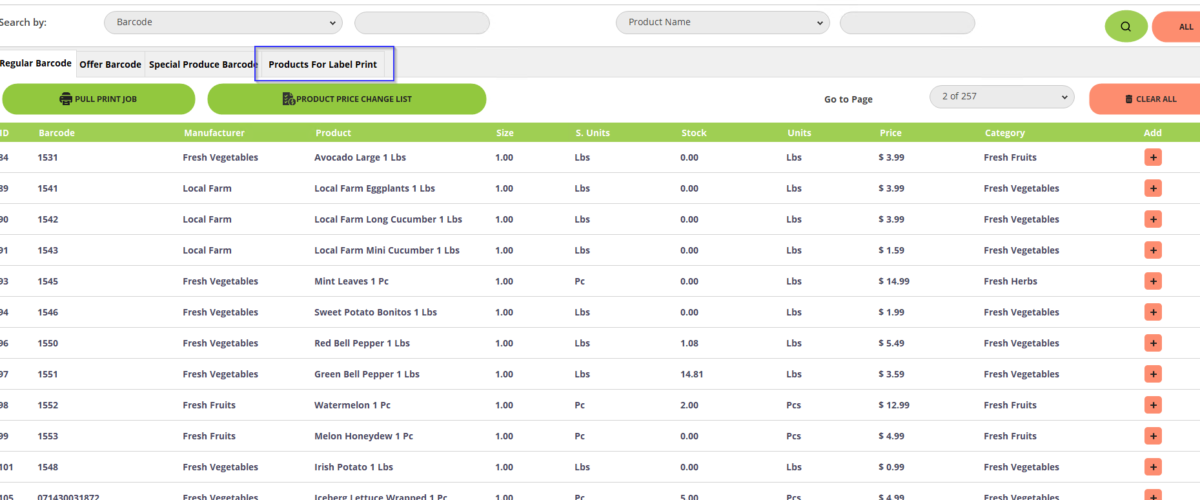 Search by: Barcode Product Name ALL
Regular Barcode Offer Barcode Special Produce Barcode Products For Label Print
PULL PRINT JOB PRODUCT PRICE CHANGE LIST Go to Page 2 of 257 CLEAR ALL
ID Barcode Manufacturer Product Size S. Units Stock Units Price Category Add
84 1531 Fresh Vegetables Avocado Large 1 Lbs 1.00 Lbs 0.00 Lbs $ 3.99 Fresh Fruits +
89 1541 Local Farm Local Farm Eggplants 1 Lbs 1.00 Lbs 0.00 Lbs $ 3.99 Fresh Vegetables +
90 1542 Local Farm Local Farm Long Cucumber 1 Lbs 1.00 Lbs 0.00 Lbs $ 3.99 Fresh Vegetables +
91 1543 Local Farm Local Farm Mini Cucumber 1 Lbs 1.00 Lbs 0.00 Lbs $ 1.59 Fresh Vegetables +
93 1545 Fresh Vegetables Mint Leaves 1 Pc 1.00 Pc 0.00 Lbs $ 14.99 Fresh Herbs +
94 1546 Fresh Vegetables Sweet Potato Bonitos 1 Lbs 1.00 Lbs 0.00 Lbs $ 1.99 Fresh Vegetables +
96 1550 Fresh Vegetables Red Bell Pepper 1 Lbs 1.00 Lbs 1.08 Lbs $ 5.49 Fresh Vegetables +
97 1551 Fresh Vegetables Green Bell Pepper 1 Lbs 1.00 Lbs 14.81 Lbs $ 3.59 Fresh Vegetables +
98 1552 Fresh Fruits Watermelon 1 Pc 1.00 Pc 2.00 Pcs $ 12.99 Fresh Fruits +
99 1553 Fresh Fruits Melon Honeydew 1 Pc 1.00 Pc 0.00 Pcs $ 4.99 Fresh Fruits +
101 1548 Fresh Vegetables Irish Potato 1 Lbs 1.00 Lbs 0.00 Lbs $ 0.99 Fresh Vegetables +
105 071430031872 Fresh Vegetables Iceberg Lettuce Wrapped 1 Pc 1.00 Pc 5.00 Pcs $ 4.99 Fresh Vegetables +